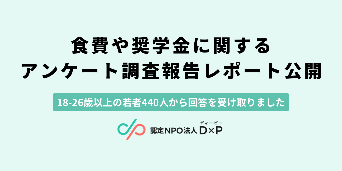 食費や奨学金に関する
アンケート調査報告レポート公開
18-26歳以上の若者440人から回答を受け取りました
認定NPO法人 D×P
ディーピー